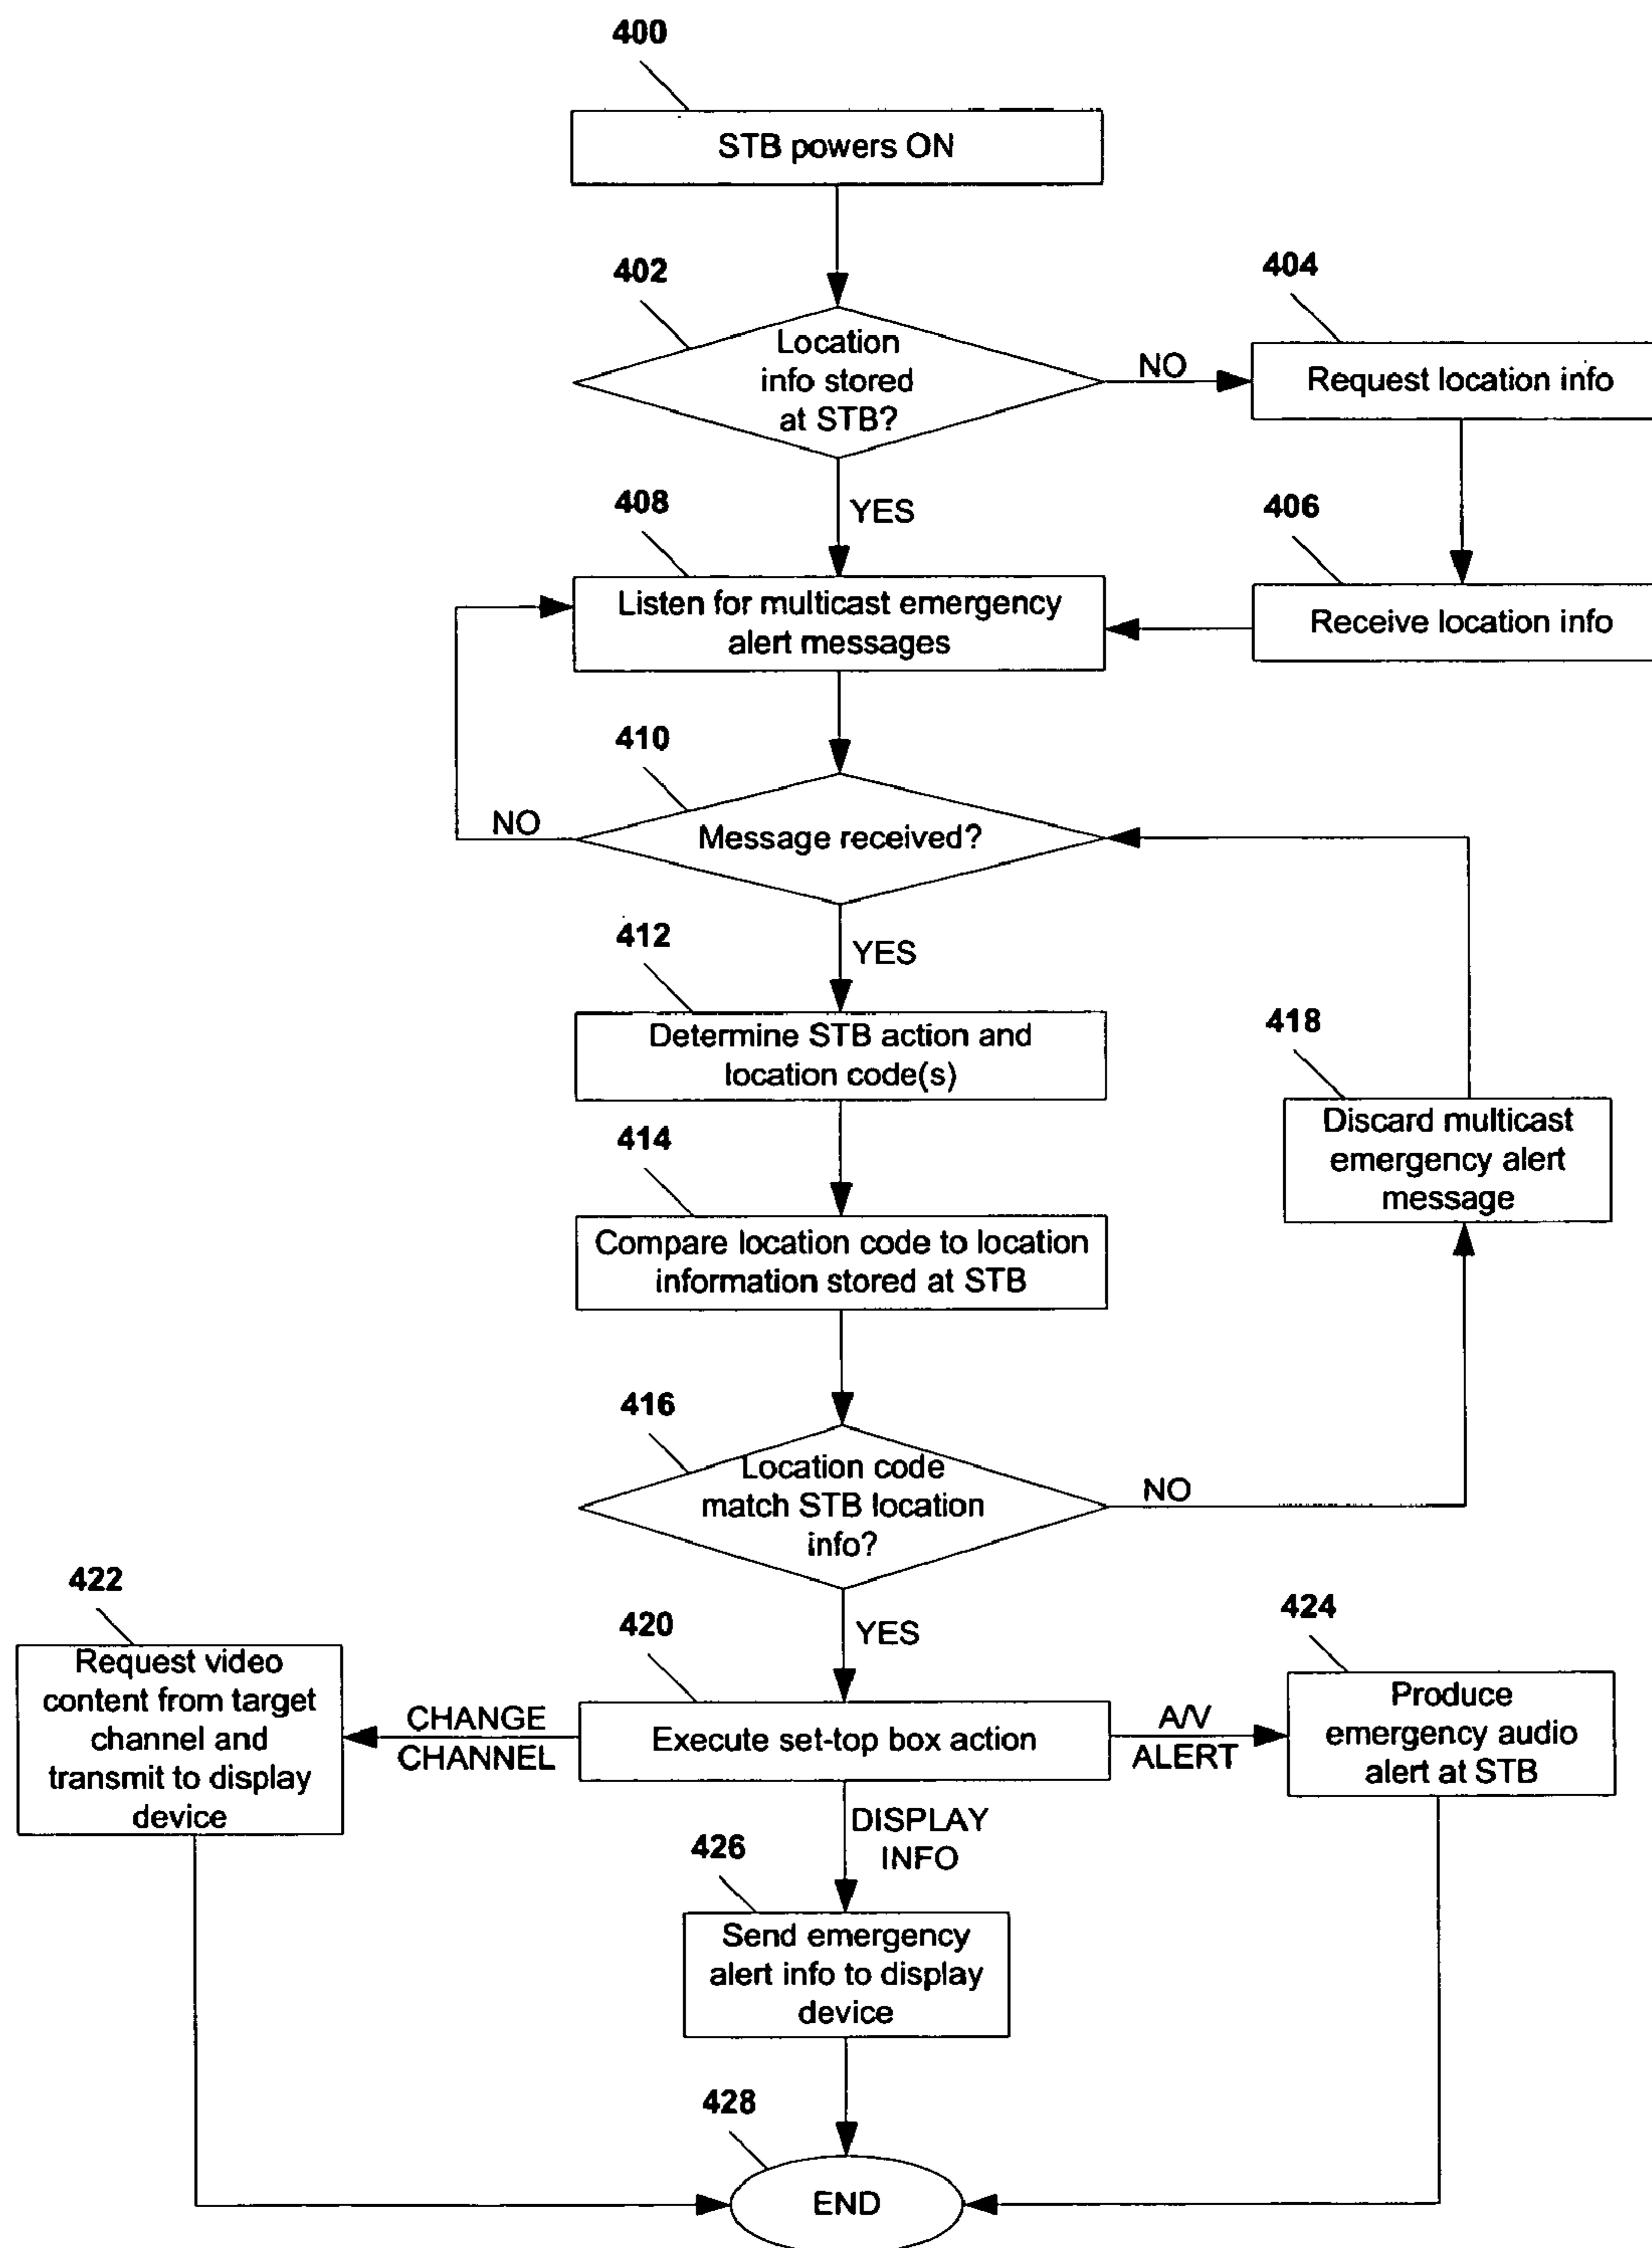 400
STB powers ON
402
Location
info stored
at STB?
NO
404
Request location info
YES
406
Receive location info
408
Listen for multicast emergency
alert messages
410
Message received?
NO
YES
412
Determine STB action and
location code(s)
414
Compare location code to location
information stored at STB
416
Location code
match STB location
info?
NO
418
Discard multicast
emergency alert
message
YES
420
Execute set-top box action
CHANGE
CHANNEL
422
Request video
content from target
channel and
transmit to display
device
A/V
ALERT
424
Produce
emergency audio
alert at STB
DISPLAY
INFO
426
Send emergency
alert info to display
device
428
END